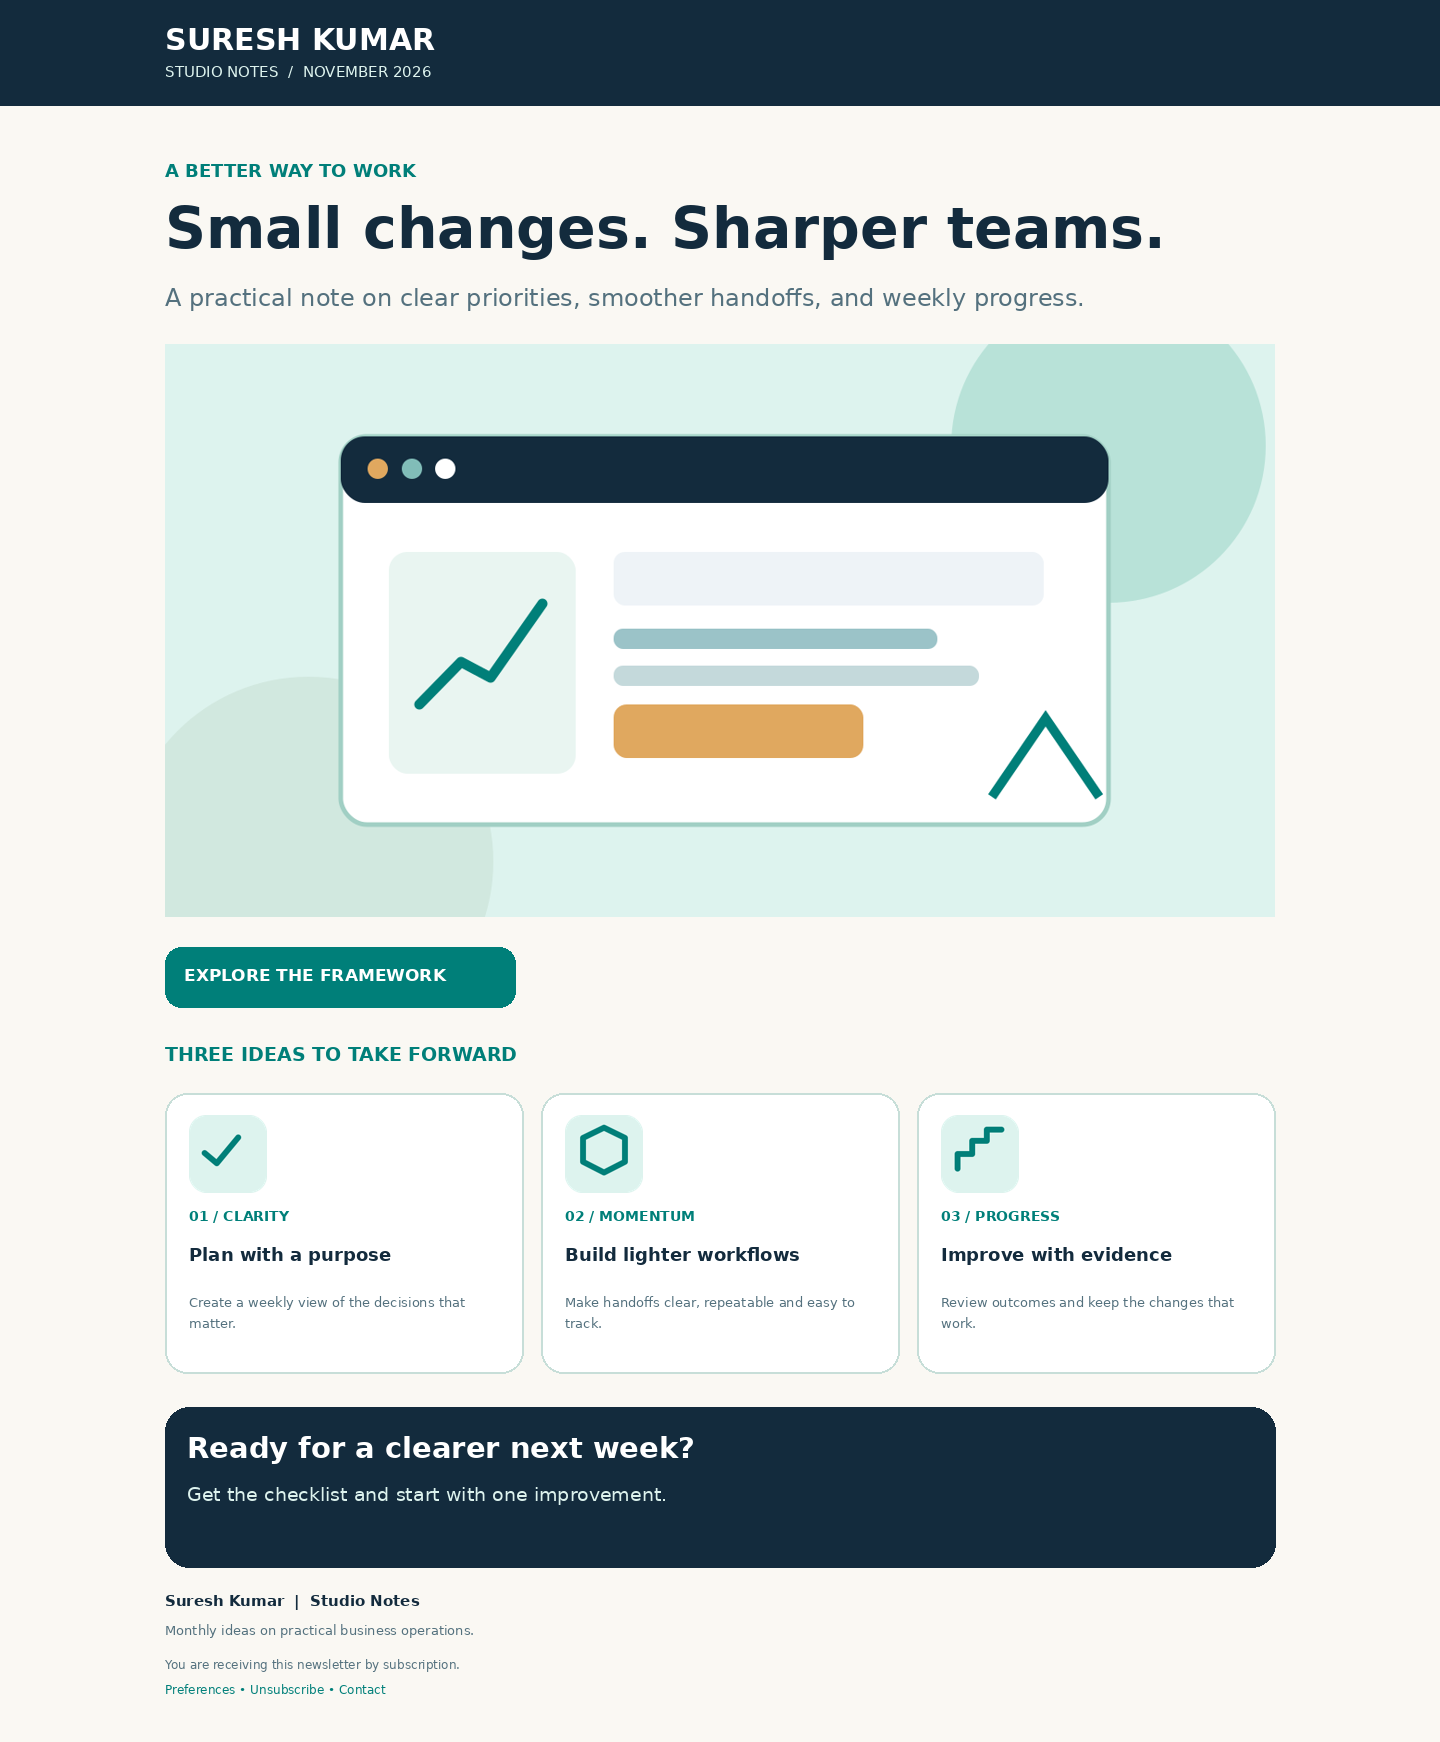 SURESH KUMAR
STUDIO NOTES / NOVEMBER 2026
A BETTER WAY TO WORK
Small changes. Sharper teams.
A practical note on clear priorities, smoother handoffs, and weekly progress.
EXPLORE THE FRAMEWORK
THREE IDEAS TO TAKE FORWARD
01 / CLARITY
Plan with a purpose
Create a weekly view of the decisions that
matter.
02 / MOMENTUM
Build lighter workflows
Make handoffs clear, repeatable and easy to
track.
03 / PROGRESS
Improve with evidence
Review outcomes and keep the changes that
work.
Ready for a clearer next week?
Get the checklist and start with one improvement.
Suresh Kumar | Studio Notes
Monthly ideas on practical business operations.
You are receiving this newsletter by subscription.
Preferences • Unsubscribe • Contact